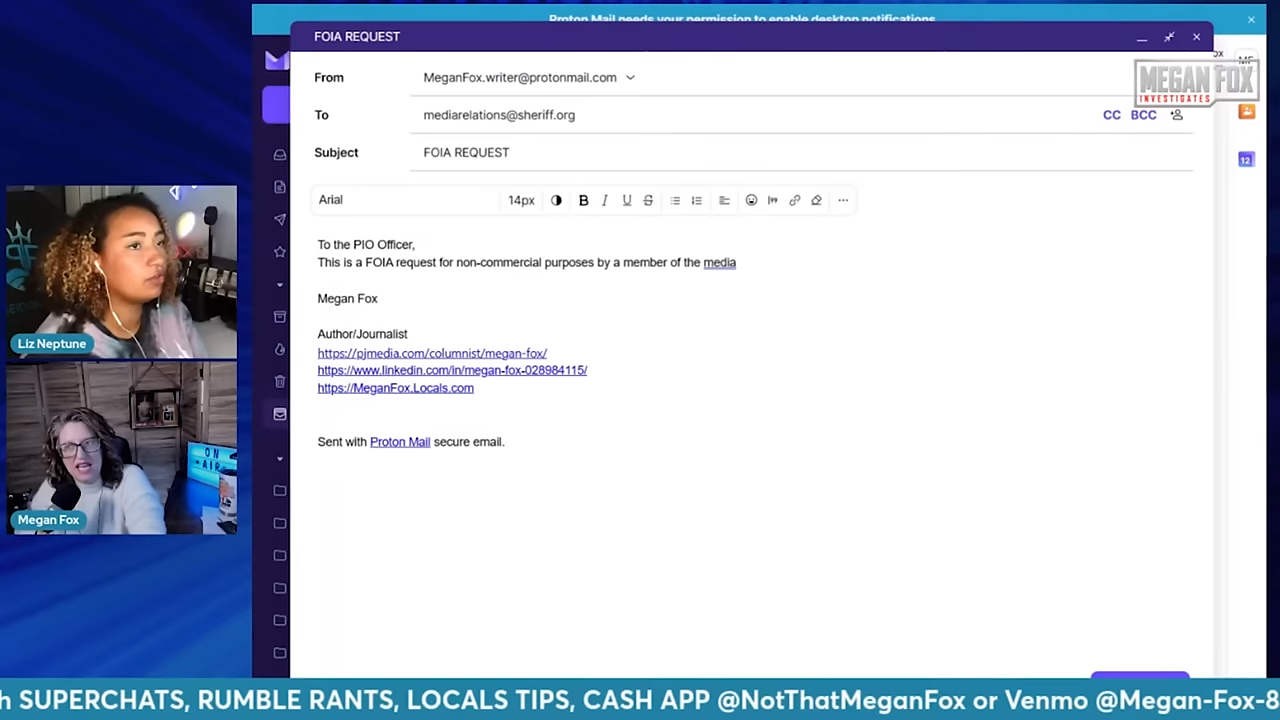 Proton Mail needs your permission to enable desktop notifications
FOIA REQUEST
From
MeganFox.writer@protonmail.com
MEGAN FOX
INVESTIGATES
To
mediarelations@sheriff.org
CC BCC
Subject
FOIA REQUEST
12
Arial
14px
B I U S
To the PIO Officer,
This is a FOIA request for non-commercial purposes by a member of the media
Megan Fox
Author/Journalist
https://pjmedia.com/columnist/megan-fox/
https://www.linkedin.com/in/megan-fox-028984115/
https://MeganFox.Locals.com
Sent with Proton Mail secure email.
Liz Neptune
ON
AIR
Megan Fox
h SUPERCHATS, RUMBLE RANTS, LOCALS TIPS, CASH APP @NotThatMeganFox or Venmo @Megan-Fox-8